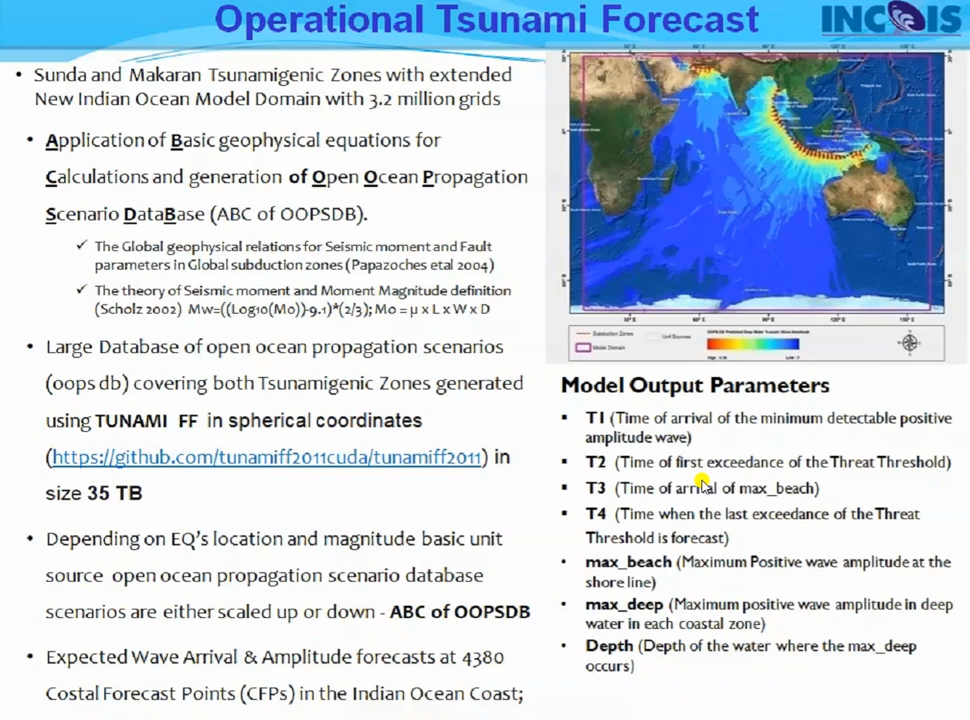 Operational Tsunami Forecast
INCOIS
• Sunda and Makaran Tsunamigenic Zones with extended
New Indian Ocean Model Domain with 3.2 million grids
• Application of Basic geophysical equations for
Calculations and generation of Open Ocean Propagation
Scenario DataBase (ABC of OOPSDB).
✓ The Global geophysical relations for Seismic moment and Fault
parameters in Global subduction zones (Papazoches etal 2004)
✓ The theory of Seismic moment and Moment Magnitude definition
(Scholz 2002) Mw=((Log10(Mo))-9.1)*(2/3); Mo = µ x L x W x D
• Large Database of open ocean propagation scenarios
(oops db) covering both Tsunamigenic Zones generated
using TUNAMI FF in spherical coordinates
(https://github.com/tunamiff2011cuda/tunamiff2011) in
size 35 TB
• Depending on EQ's location and magnitude basic unit
source open ocean propagation scenario database
scenarios are either scaled up or down - ABC of OOPSDB
• Expected Wave Arrival & Amplitude forecasts at 4380
Costal Forecast Points (CFPs) in the Indian Ocean Coast;
Subduction Zones
Unit Sources
Model Domain
Model Output Parameters
▪ T1 (Time of arrival of the minimum detectable positive
amplitude wave)
▪ T2 (Time of first exceedance of the Threat Threshold)
▪ T3 (Time of arrival of max_beach)
▪ T4 (Time when the last exceedance of the Threat
Threshold is forecast)
• max_beach (Maximum Positive wave amplitude at the
shore line)
• max_deep (Maximum positive wave amplitude in deep
water in each coastal zone)
• Depth (Depth of the water where the max_deep
occurs)